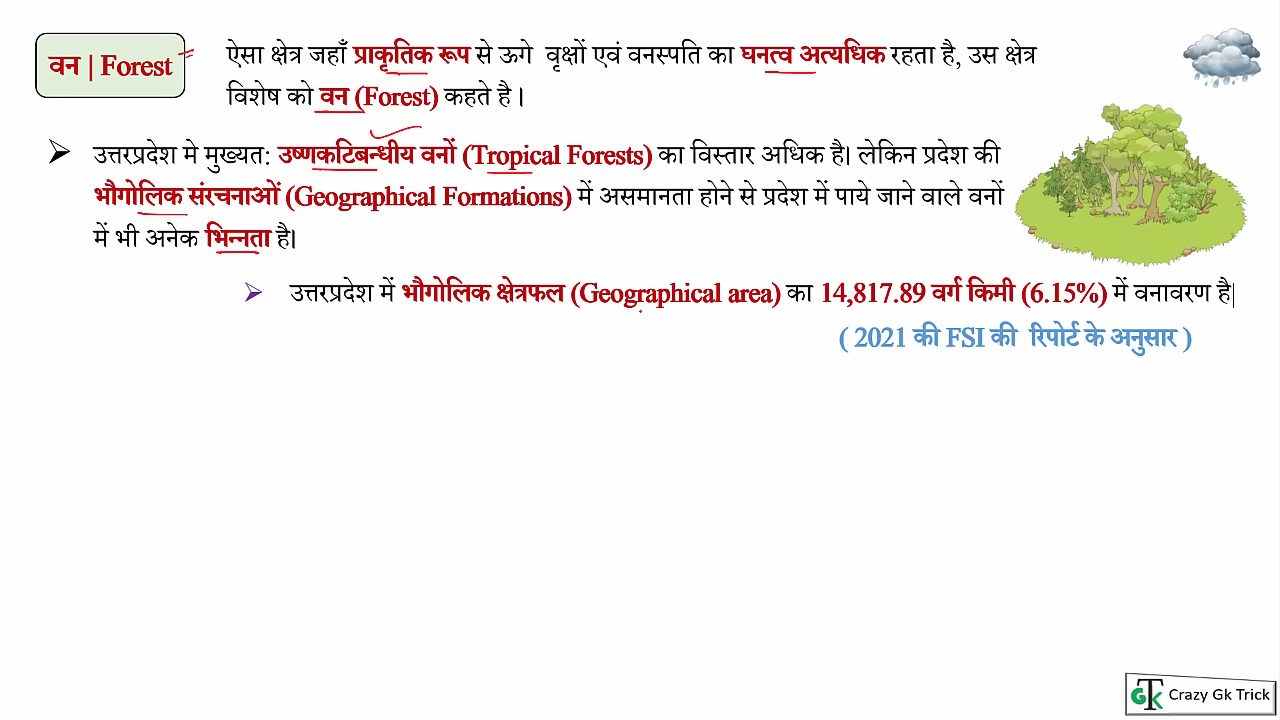 वन | Forest
ऐसा क्षेत्र जहाँ प्राकृतिक रूप से ऊगे वृक्षों एवं वनस्पति का घनत्व अत्यधिक रहता है, उस क्षेत्र
विशेष को वन (Forest) कहते है ।
➢ उत्तरप्रदेश मे मुख्यत: उष्णकटिबन्धीय वनों (Tropical Forests) का विस्तार अधिक है। लेकिन प्रदेश की
भौगोलिक संरचनाओं (Geographical Formations) में असमानता होने से प्रदेश में पाये जाने वाले वनों
में भी अनेक भिन्नता है।
➢ उत्तरप्रदेश में भौगोलिक क्षेत्रफल (Geographical area) का 14,817.89 वर्ग किमी (6.15%) में वनावरण है|
( 2021 की FSI की रिपोर्ट के अनुसार )
GTK Crazy Gk Trick